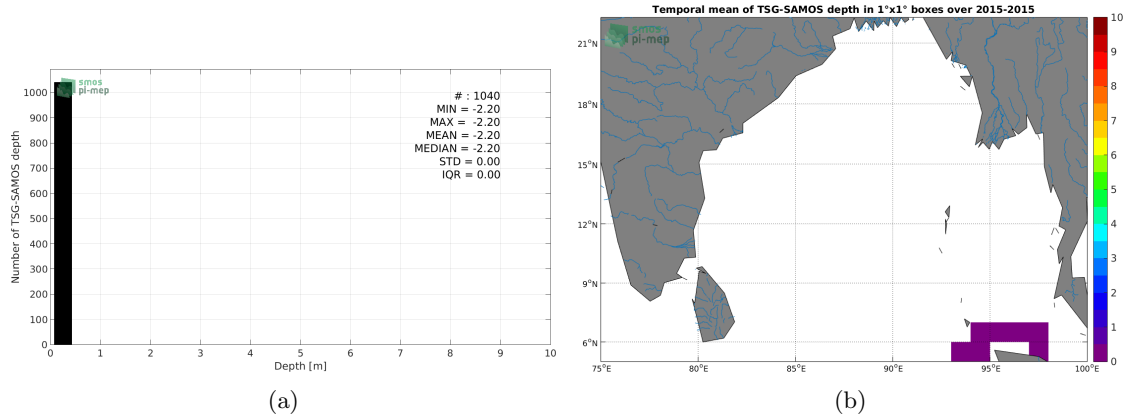 smos
pi-mep
# : 1040
MIN = -2.20
MAX = -2.20
MEAN = -2.20
MEDIAN = -2.20
STD = 0.00
IQR = 0.00
Number of TSG-SAMOS depth
1000
900
800
700
600
500
400
300
200
100
0
0 1 2 3 4 5 6 7 8 9 10
Depth [m]
(a)
Temporal mean of TSG-SAMOS depth in 1°x1° boxes over 2015-2015
smos
pi-mep
21°N
18°N
15°N
12°N
9°N
6°N
75°E 80°E 85°E 90°E 95°E 100°E
10
9
8
7
6
5
4
3
2
1
0
(b)